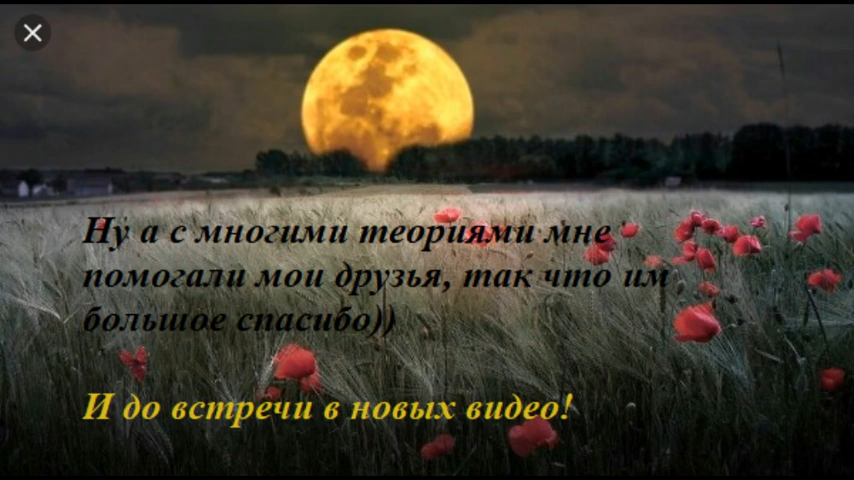 Ну а с многими теориями мне
помогали мои друзья, так что им
большое спасибо))
И до встречи в новых видео!